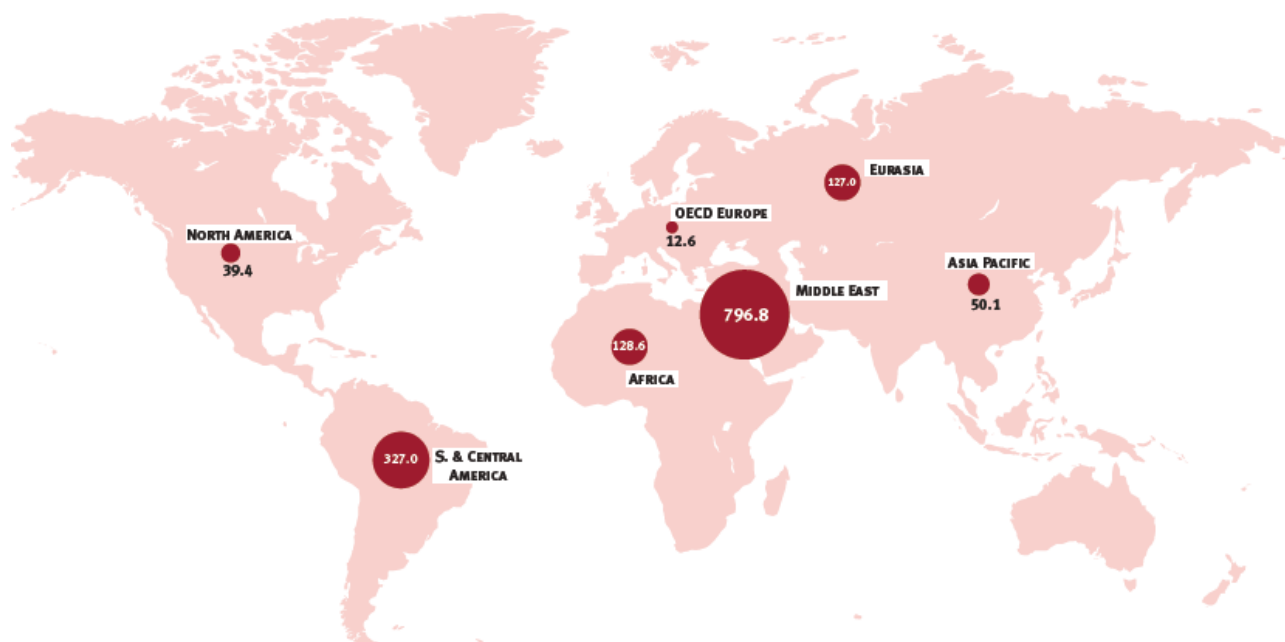 EURASIA
127.0
OECD EUROPE
12.6
NORTH AMERICA
39.4
ASIA PACIFIC
50.1
MIDDLE EAST
796.8
128.6
AFRICA
327.0
S. & CENTRAL
AMERICA